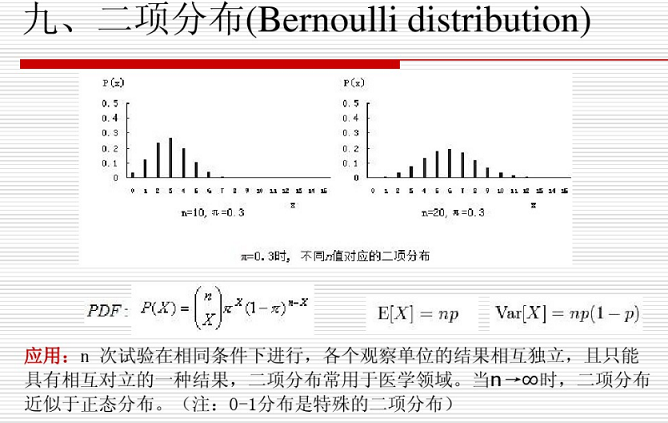 九、二项分布(Bernoulli distribution)
P(x) P(x)
0.5 0.5
0.4 0.4
0.3 0.3
0.2 0.2
0.1 0.1
0 0
0 1 2 3 4 5 6 7 8 9 10 11 12 13 14 15 0 1 2 3 4 5 6 7 8 9 10 11 12 13 14 15
x x
n=10, π=0.3 n=20, π=0.3
π=0.3时, 不同n值对应的二项分布
PDF: P(X) = (n X) π^X (1-π)^{n-X} E[X] = np Var[X] = np(1 − p)
应用：n 次试验在相同条件下进行，各个观察单位的结果相互独立，且只能
具有相互对立的一种结果，二项分布常用于医学领域。当n→∞时，二项分布
近似于正态分布。（注：0-1分布是特殊的二项分布）